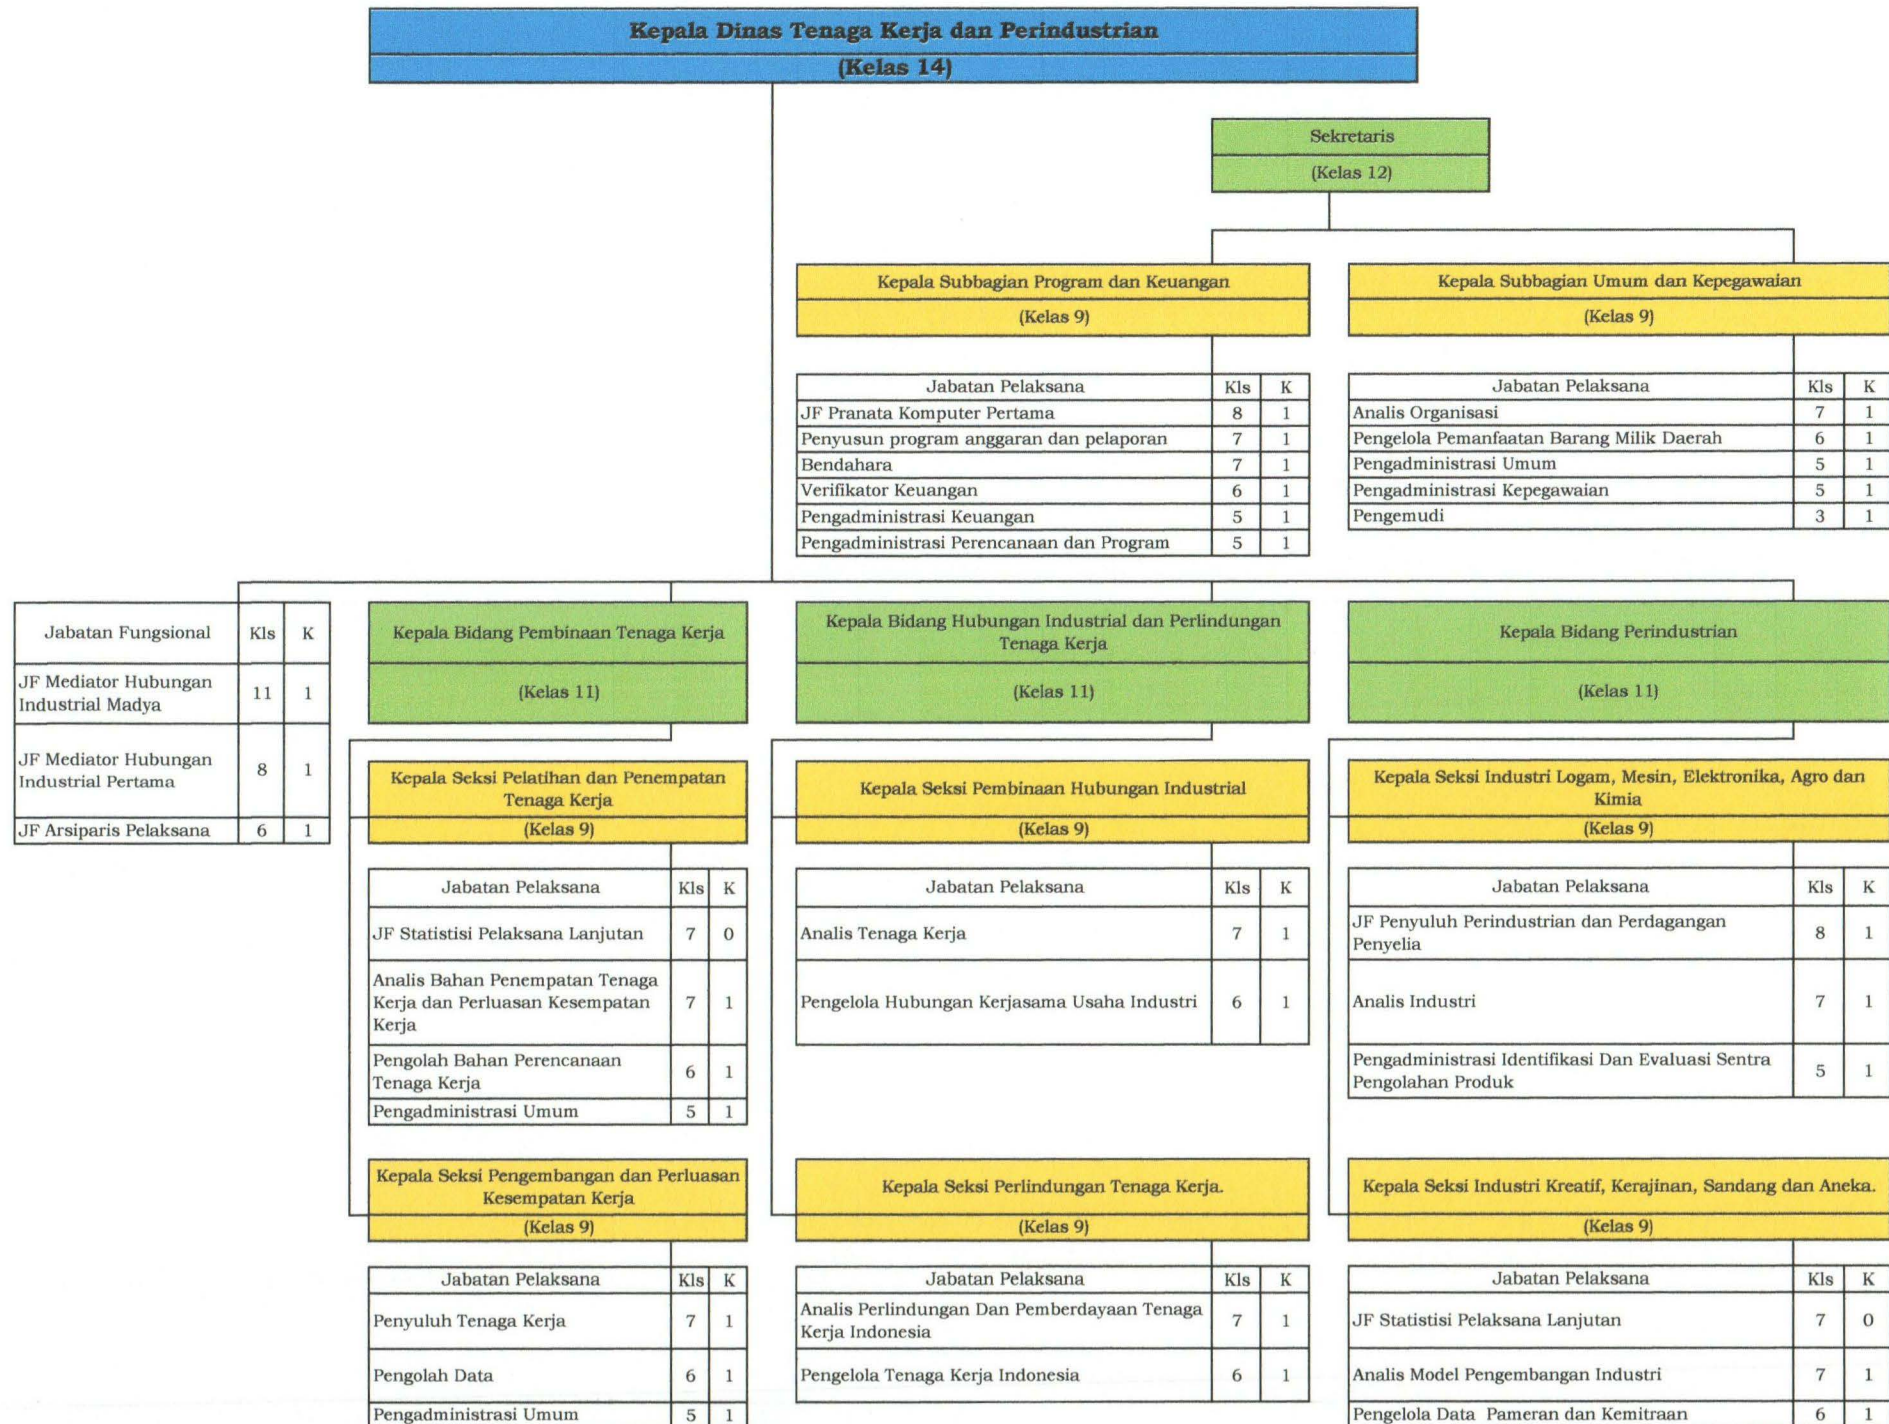 Kepala Dinas Tenaga Kerja dan Perindustrian
(Kelas 14)
Sekretaris
(Kelas 12)
Kepala Subbagian Program dan Keuangan
(Kelas 9)
Jabatan Pelaksana Kls K
JF Pranata Komputer Pertama 8 1
Penyusun program anggaran dan pelaporan 7 1
Bendahara 7 1
Verifikator Keuangan 6 1
Pengadministrasi Keuangan 5 1
Pengadministrasi Perencanaan dan Program 5 1
Kepala Subbagian Umum dan Kepegawaian
(Kelas 9)
Jabatan Pelaksana Kls K
Analis Organisasi 7 1
Pengelola Pemanfaatan Barang Milik Daerah 6 1
Pengadministrasi Umum 5 1
Pengadministrasi Kepegawaian 5 1
Pengemudi 3 1
Jabatan Fungsional Kls K
JF Mediator Hubungan
Industrial Madya 11 1
JF Mediator Hubungan
Industrial Pertama 8 1
JF Arsiparis Pelaksana 6 1
Kepala Bidang Pembinaan Tenaga Kerja
(Kelas 11)
Kepala Seksi Pelatihan dan Penempatan
Tenaga Kerja
(Kelas 9)
Jabatan Pelaksana Kls K
JF Statistisi Pelaksana Lanjutan 7 0
Analis Bahan Penempatan Tenaga
Kerja dan Perluasan Kesempatan 7 1
Kerja
Pengolah Bahan Perencanaan
Tenaga Kerja 6 1
Pengadministrasi Umum 5 1
Kepala Seksi Pengembangan dan Perluasan
Kesempatan Kerja
(Kelas 9)
Jabatan Pelaksana Kls K
Penyuluh Tenaga Kerja 7 1
Pengolah Data 6 1
Pengadministrasi Umum 5 1
Kepala Bidang Hubungan Industrial dan Perlindungan
Tenaga Kerja
(Kelas 11)
Kepala Seksi Pembinaan Hubungan Industrial
(Kelas 9)
Jabatan Pelaksana Kls K
Analis Tenaga Kerja 7 1
Pengelola Hubungan Kerjasama Usaha Industri 6 1
Kepala Seksi Perlindungan Tenaga Kerja.
(Kelas 9)
Jabatan Pelaksana Kls K
Analis Perlindungan Dan Pemberdayaan Tenaga
Kerja Indonesia 7 1
Pengelola Tenaga Kerja Indonesia 6 1
Kepala Bidang Perindustrian
(Kelas 11)
Kepala Seksi Industri Logam, Mesin, Elektronika, Agro dan
Kimia
(Kelas 9)
Jabatan Pelaksana Kls K
JF Penyuluh Perindustrian dan Perdagangan
Penyelia 8 1
Analis Industri 7 1
Pengadministrasi Identifikasi Dan Evaluasi Sentra
Pengolahan Produk 5 1
Kepala Seksi Industri Kreatif, Kerajinan, Sandang dan Aneka.
(Kelas 9)
Jabatan Pelaksana Kls K
JF Statistisi Pelaksana Lanjutan 7 0
Analis Model Pengembangan Industri 7 1
Pengelola Data Pameran dan Kemitraan 6 1